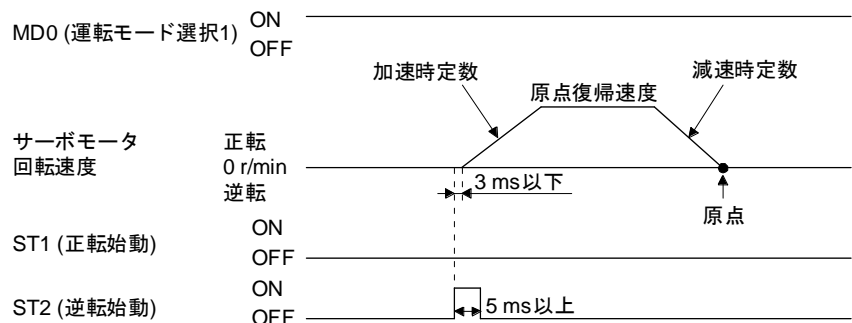 MD0 (運転モード選択1)
ON
OFF
加速時定数
原点復帰速度
減速時定数
サーボモータ
回転速度
正転
0 r/min
逆転
3 ms以下
原点
ST1 (正転始動)
ON
OFF
ST2 (逆転始動)
ON
OFF
5 ms以上